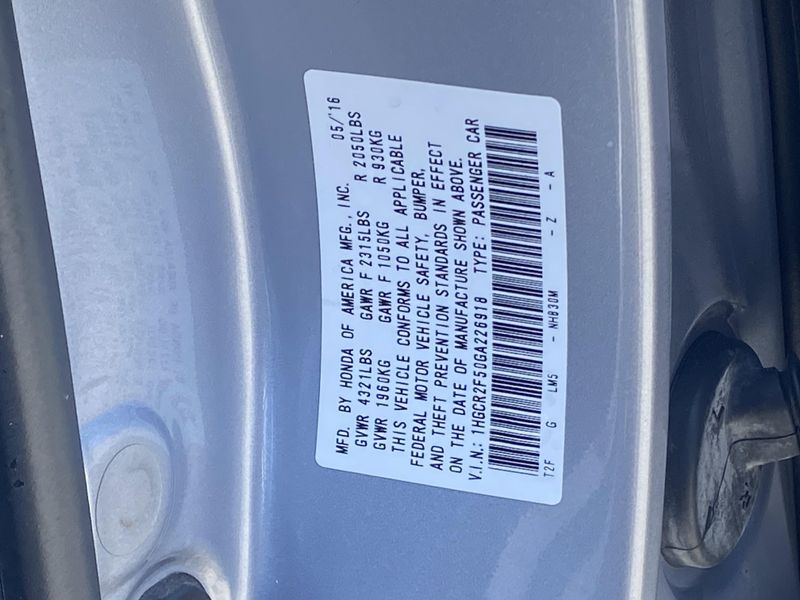 MFD. BY HONDA OF AMERICA MFG., INC. 05/'16
GVWR 4321LBS GAWR F 2315LBS R 2050LBS
GVWR 1960KG GAWR F 1050KG R 930KG
THIS VEHICLE CONFORMS TO ALL APPLICABLE
FEDERAL MOTOR VEHICLE SAFETY, BUMPER,
AND THEFT PREVENTION STANDARDS IN EFFECT
ON THE DATE OF MANUFACTURE SHOWN ABOVE.
V.I.N.: 1HGCR2F50GA226918 TYPE: PASSENGER CAR
T2F G LM5 - NH830M - Z - A